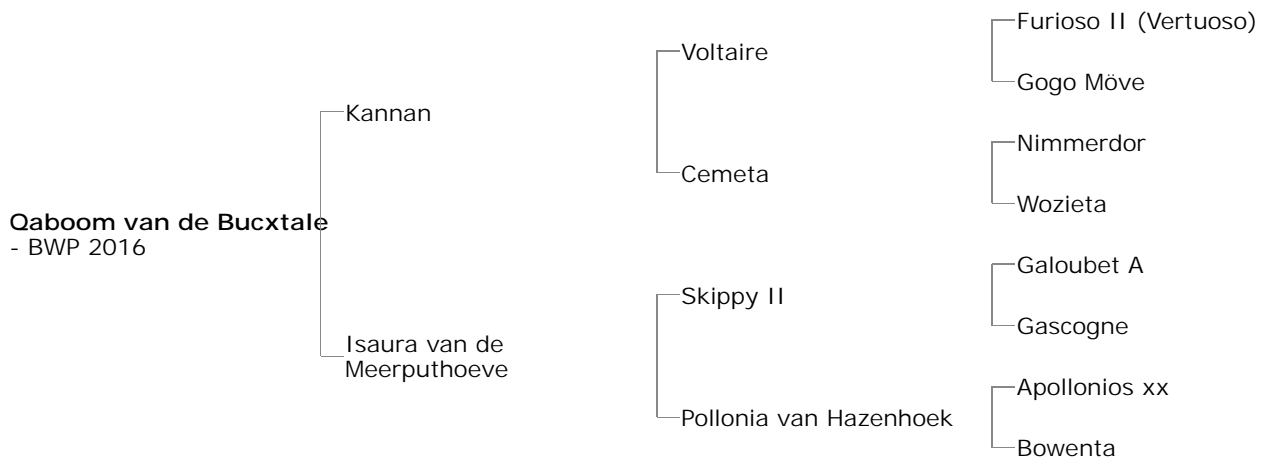 Qaboom van de Bucxtale
- BWP 2016
Kannan
Isaura van de
Meerputhoeve
Voltaire
Cemeta
Skippy II
Pollonia van Hazenhoek
Furioso II (Vertuoso)
Gogo Möve
Nimmerdor
Wozieta
Galoubet A
Gascogne
Apollonios xx
Bowenta